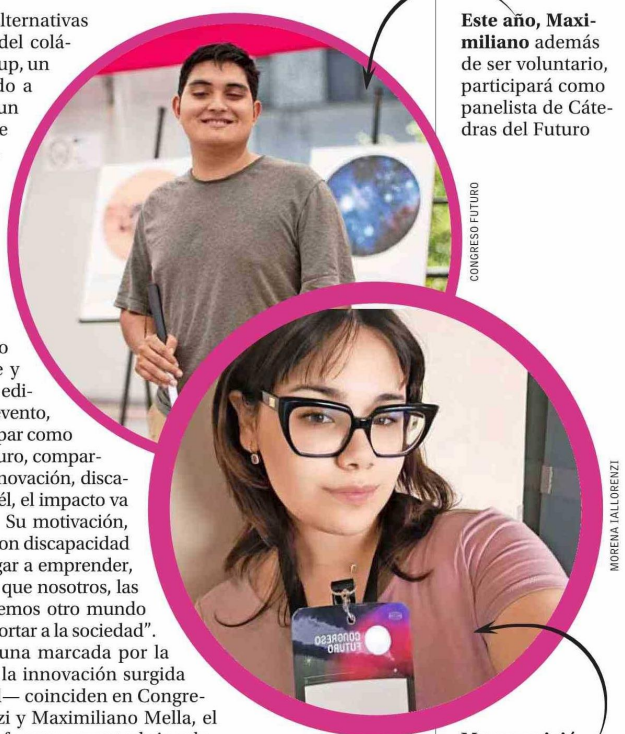 lternativas
del colá-
up, un
do a
un
e
o
e y
edi-
evento,
par como
uro, compar-
novación, disca-
él, el impacto va
Su motivación,
on discapacidad
gar a emprender,
que nosotros, las
emos otro mundo
ortar a la sociedad”.
una marcada por la
la innovación surgida
l— coinciden en Congre-
zi y Maximiliano Mella, el
Este año, Maxi-
miliano además
de ser voluntario,
participará como
panelista de Cáte-
dras del Futuro
CONGRESO FUTURO
MORENA IALLORENZI
CONGRESO
FUTURO